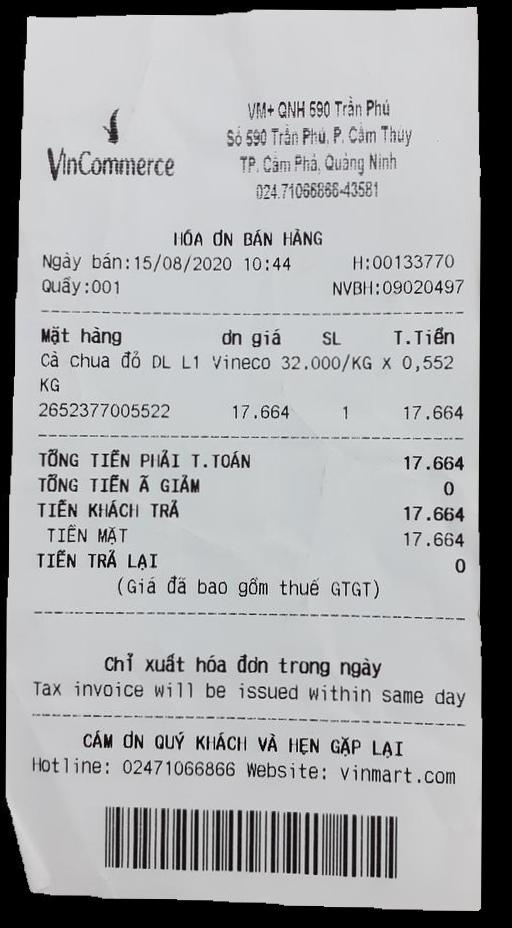 VinCommerce
VM+ QNH 590 Trần Phú
Số 590 Trần Phú, P. Cẩm Thủy
TP. Cẩm Phả, Quảng Ninh
024.71066866-43581
HÓA ƠN BÁN HÀNG
Ngày bán:15/08/2020 10:44 H:00133770
Quầy:001 NVBH:09020497
Mặt hàng ơn giá SL T.Tiền
Cà chua đỏ DL L1 Vineco 32.000/KG X 0,552
KG
2652377005522 17.664 1 17.664
TỔNG TIỀN PHẢI T.TOÁN 17.664
TỔNG TIỀN Ã GIẢM 0
TIỀN KHÁCH TRẢ 17.664
TIỀN MẶT 17.664
TIỀN TRẢ LẠI 0
(Giá đã bao gồm thuế GTGT)
Chỉ xuất hóa đơn trong ngày
Tax invoice will be issued within same day
CẢM ƠN QUÝ KHÁCH VÀ HẸN GẶP LẠI
Hotline: 02471066866 Website: vinmart.com